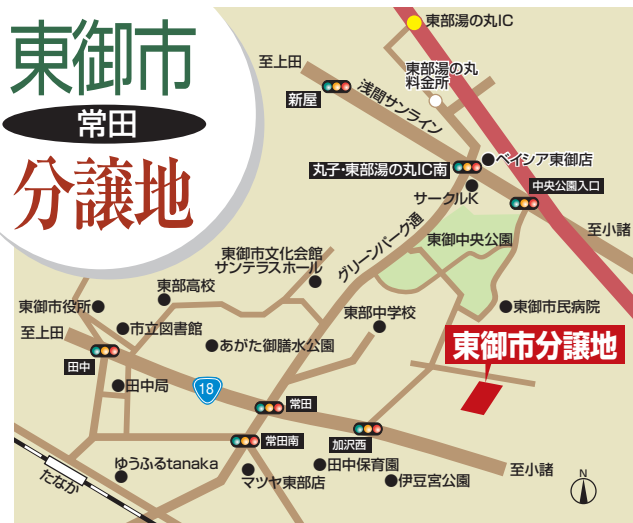 東御市
常田
分譲地
東部湯の丸IC
至上田
東部湯の丸
料金所
新屋
浅間サンライン
丸子・東部湯の丸IC南
ベイシア東御店
サークルK
中央公園入口
至小諸
グリーンパーク通
東御中央公園
東御市文化会館
サンテラスホール
東部高校
東御市役所
至上田
市立図書館
あがた御膳水公園
東部中学校
東御市民病院
東御市分譲地
田中
田中局
18
常田
常田南
加沢西
ゆうふるtanaka
マツヤ東部店
田中保育園
伊豆宮公園
至小諸
たなか
N